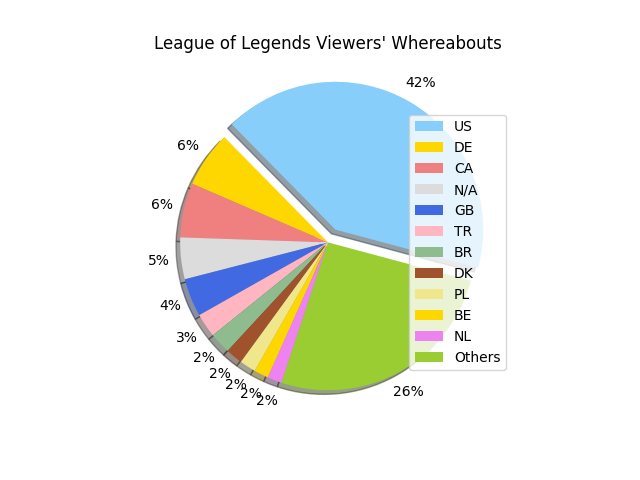 League of Legends Viewers' Whereabouts
42%
6%
6%
5%
4%
3%
2%
2%
2%
2%
2%
26%
US
DE
CA
N/A
GB
TR
BR
DK
PL
BE
NL
Others